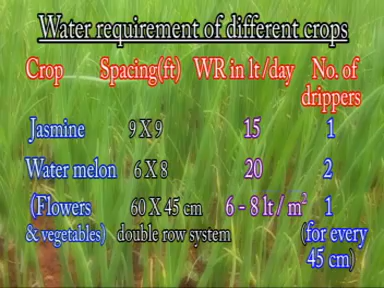 Water requirement of different crops
Crop Spacing(ft) WR in lt/day No. of drippers
Jasmine 9 X 9 15 1
Water melon 6 X 8 20 2
(Flowers 60 X 45 cm 6 - 8 lt/ m² 1
& vegetables) double row system (for every
45 cm)